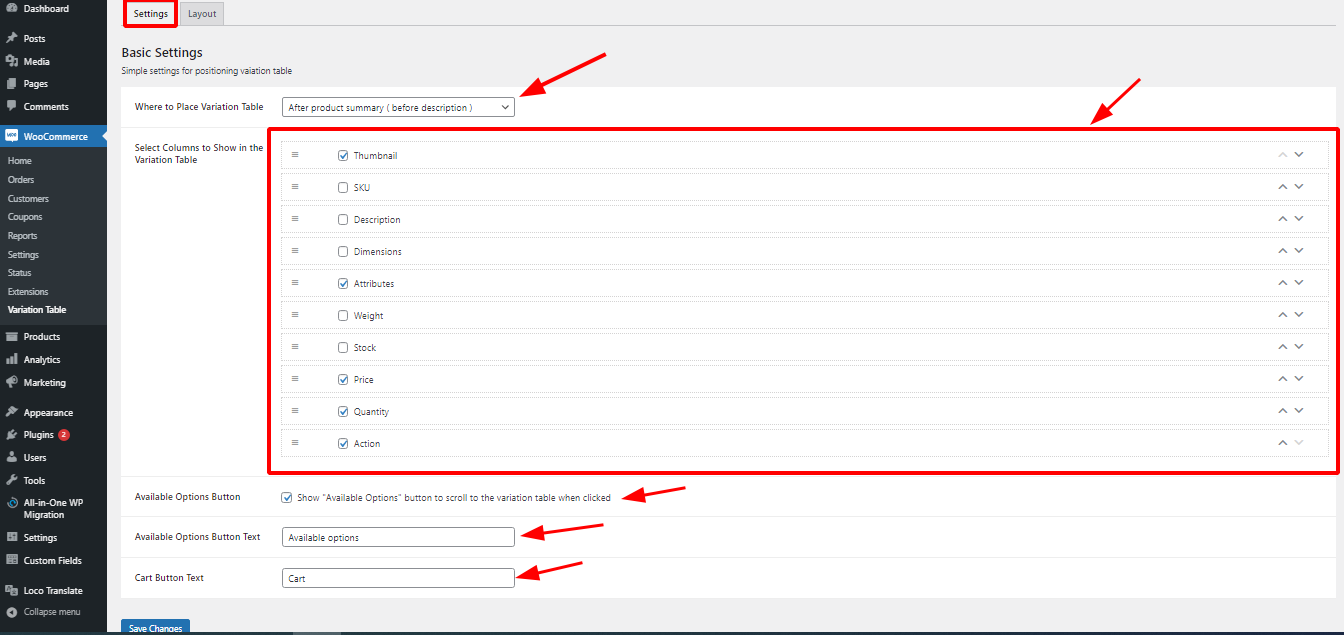 Dashboard
Posts
Media
Pages
Comments
WooCommerce
Home
Orders
Customers
Coupons
Reports
Settings
Status
Extensions
Variation Table
Products
Analytics
Marketing
Appearance
Plugins 2
Users
Tools
All-in-One WP
Migration
Settings
Custom Fields
Loco Translate
Collapse menu
Settings Layout
Basic Settings
Simple settings for positioning vaiation table
Where to Place Variation Table After product summary ( before description )
Select Columns to Show in the
Variation Table
Thumbnail
SKU
Description
Dimensions
Attributes
Weight
Stock
Price
Quantity
Action
Available Options Button Show "Available Options" button to scroll to the variation table when clicked
Available Options Button Text Available options
Cart Button Text Cart
Save Changes